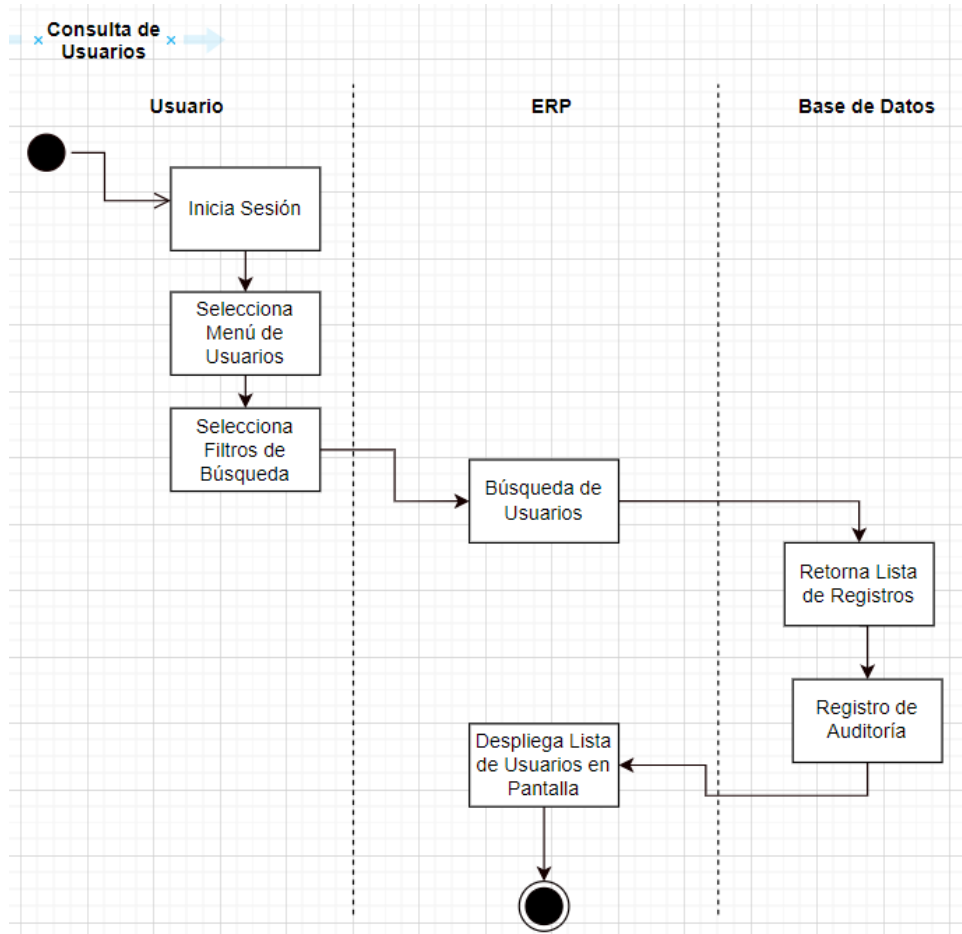 Consulta de
Usuarios
Usuario
ERP
Base de Datos
Inicia Sesión
Selecciona
Menú de
Usuarios
Selecciona
Filtros de
Búsqueda
Búsqueda de
Usuarios
Retorna Lista
de Registros
Registro de
Auditoría
Despliega Lista
de Usuarios en
Pantalla